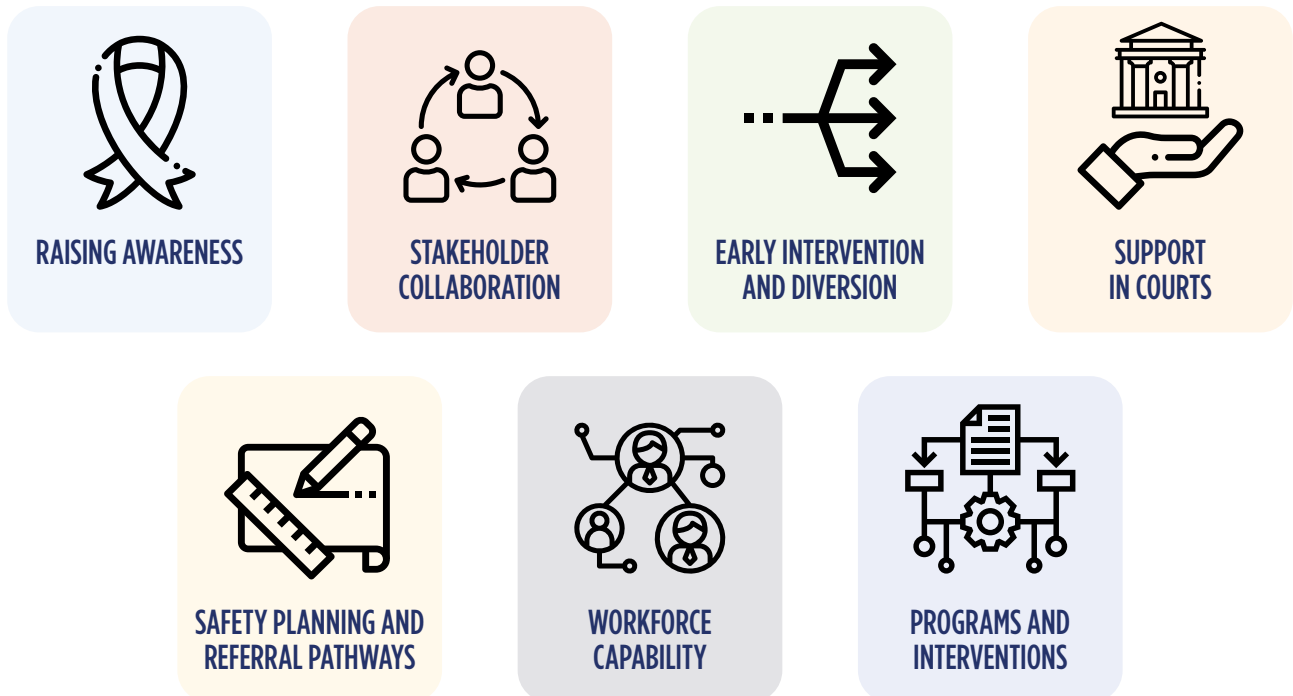 RAISING AWARENESS
STAKEHOLDER
COLLABORATION
EARLY INTERVENTION
AND DIVERSION
SUPPORT
IN COURTS
SAFETY PLANNING AND
REFERRAL PATHWAYS
WORKFORCE
CAPABILITY
PROGRAMS AND
INTERVENTIONS